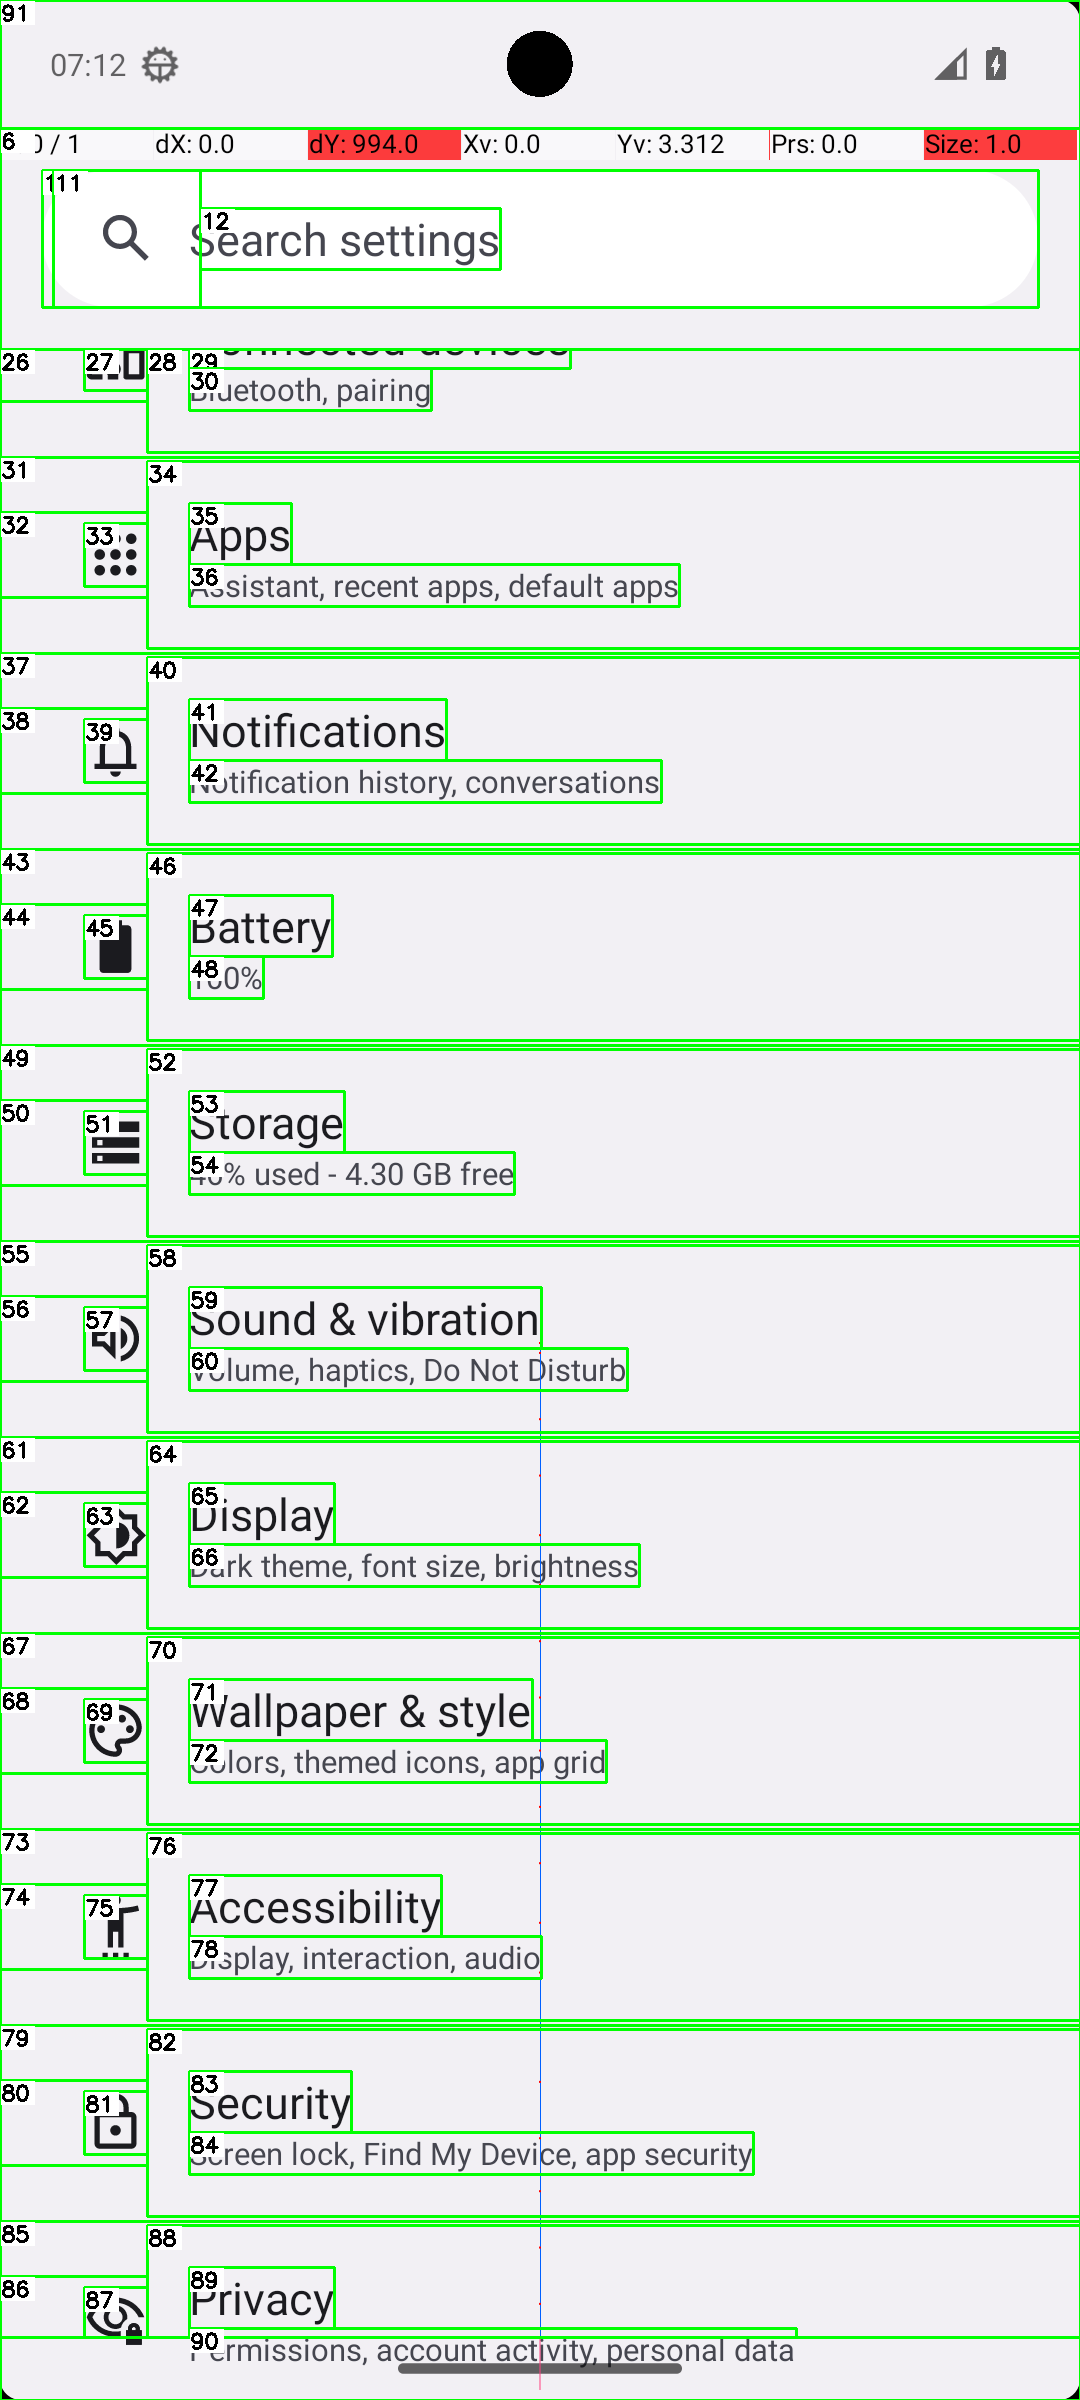 91
07:12
6
0 / 1 dX: 0.0 dY: 994.0 Xv: 0.0 Yv: 3.312 Prs: 0.0 Size: 1.0
111
12
Search settings
26 27 28 29
Connected devices
30
Bluetooth, pairing
31 34
32 33 35
Apps
36
Assistant, recent apps, default apps
37 40
38 39 41
Notifications
42
Notification history, conversations
43 46
44 45 47
Battery
48
100%
49 52
50 51 53
Storage
54
% used - 4.30 GB free
55 58
56 57 59
Sound & vibration
60
Volume, haptics, Do Not Disturb
61 64
62 63 65
Display
66
Dark theme, font size, brightness
67 70
68 69 71
Wallpaper & style
72
Colors, themed icons, app grid
73 76
74 75 77
Accessibility
78
Display, interaction, audio
79 82
80 81 83
Security
84
Screen lock, Find My Device, app security
85 88
86 87 89
Privacy
90
Permissions, account activity, personal data